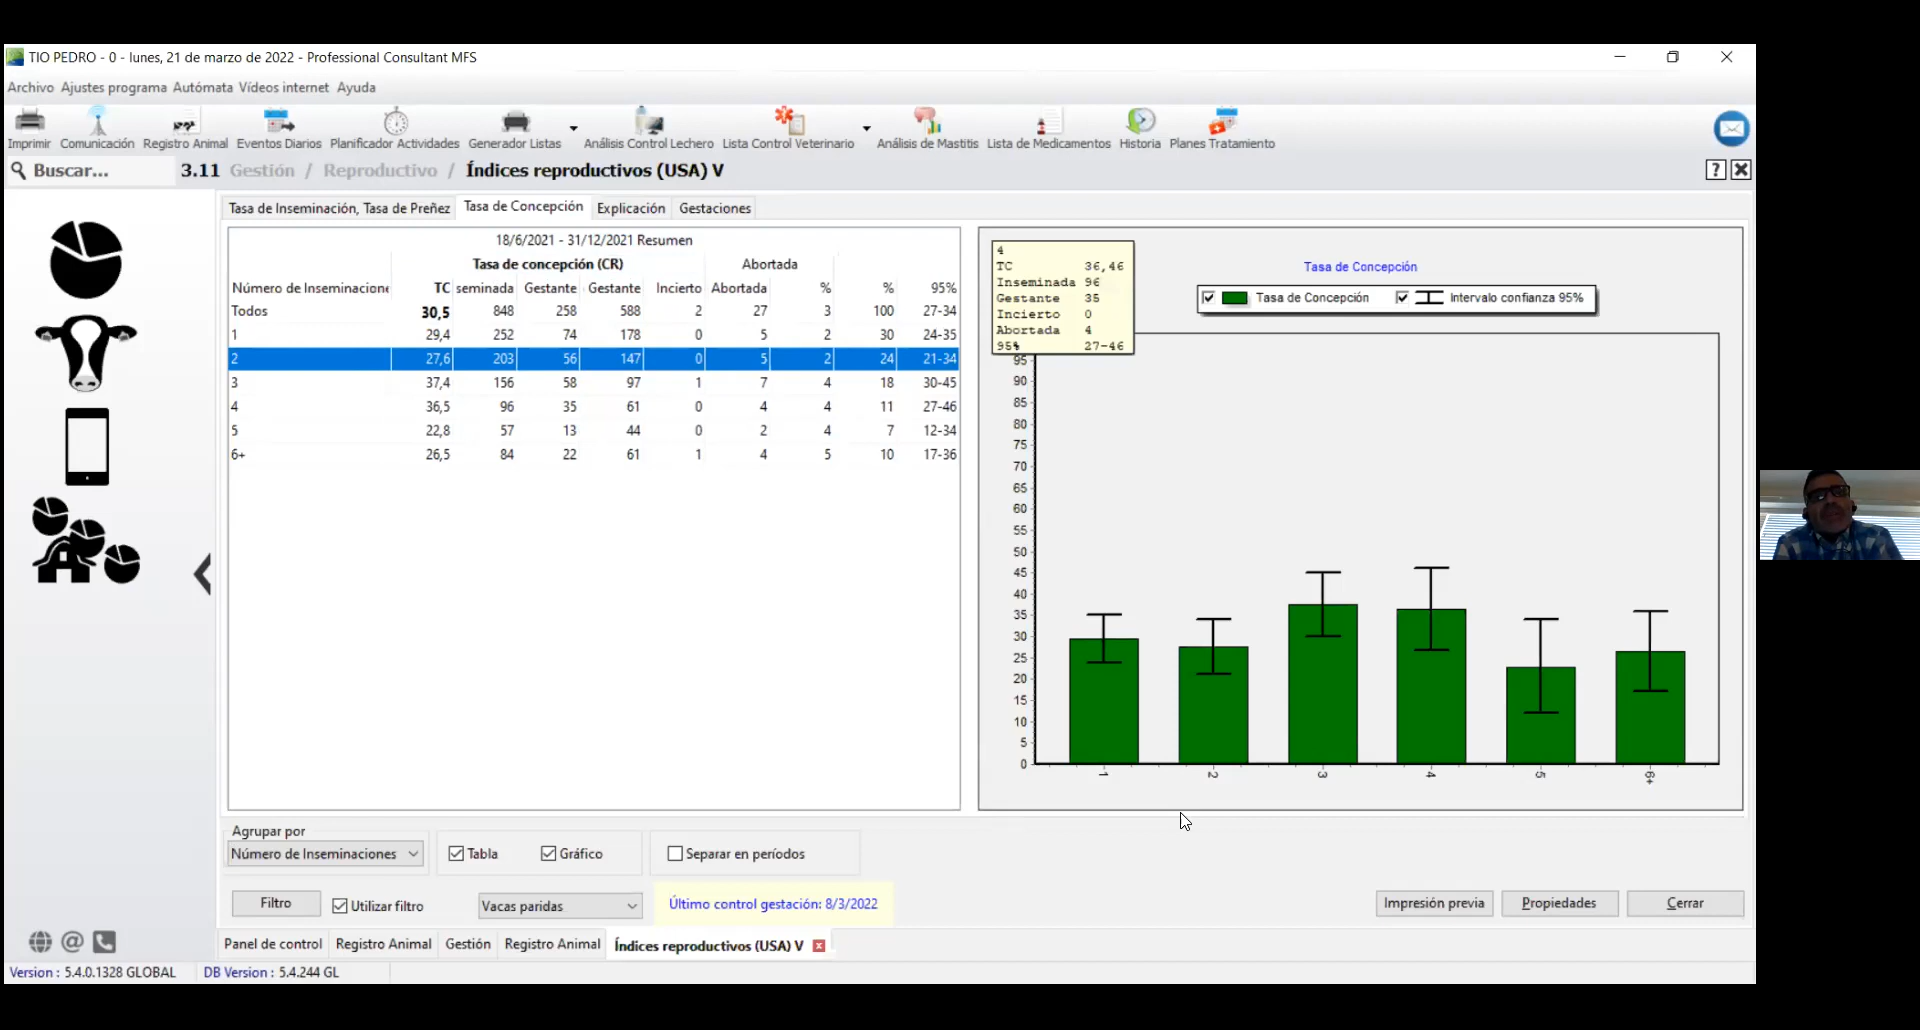 TIO PEDRO - 0 - lunes, 21 de marzo de 2022 - Professional Consultant MFS
Archivo Ajustes programa Autómata Vídeos internet Ayuda
Imprimir Comunicación Registro Animal Eventos Diarios Planificador Actividades Generador Listas Análisis Control Lechero Lista Control Veterinario Análisis de Mastitis Lista de Medicamentos Historia Planes Tratamiento
Buscar... 3.11 Gestión / Reproductivo / Índices reproductivos (USA) V ?
Tasa de Inseminación, Tasa de Preñez Tasa de Concepción Explicación Gestaciones
18/6/2021 - 31/12/2021 Resumen
Tasa de concepción (CR) Abortada
Número de Inseminacione TC seminada Gestante Gestante Incierto Abortada % % 95%
Todos 30,5 848 258 588 2 27 3 100 27-34
1 29,4 252 74 178 0 5 2 30 24-35
2 27,6 203 56 147 0 5 2 24 21-34
3 37,4 156 58 97 1 7 4 18 30-45
4 36,5 96 35 61 0 4 4 11 27-46
5 22,8 57 13 44 0 2 4 7 12-34
6+ 26,5 84 22 61 1 4 5 10 17-36
4
TC 36,46
Inseminada 96
Gestante 35
Incierto 0
Abortada 4
95% 27-46
Tasa de Concepción
Tasa de Concepción Intervalo confianza 95%
95
90
85
80
75
70
65
60
55
50
45
40
35
30
25
20
15
10
5
0
1 2 3 4 5 6+
Agrupar por
Número de Inseminaciones Tabla Gráfico Separar en períodos
Filtro Utilizar filtro Vacas paridas Último control gestación: 8/3/2022 Impresión previa Propiedades Cerrar
Panel de control Registro Animal Gestión Registro Animal Índices reproductivos (USA) V
Version : 5.4.0.1328 GLOBAL DB Version : 5.4.244 GL